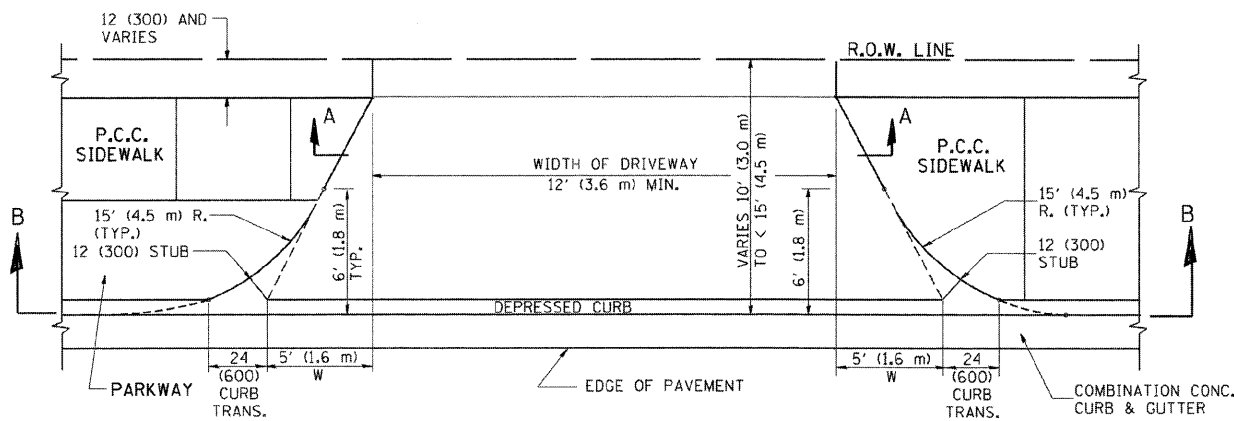 12 (300) AND
VARIES
R.O.W. LINE
A
A
P.C.C.
SIDEWALK
P.C.C.
SIDEWALK
WIDTH OF DRIVEWAY
12' (3.6 m) MIN.
VARIES 10' (3.0 m)
TO < 15' (4.5 m)
B
B
15' (4.5 m) R.
(TYP.)
12 (300) STUB
6' (1.8 m)
TYP.
6' (1.8 m)
15' (4.5 m)
R. (TYP.)
12 (300)
STUB
DEPRESSED CURB
24
(600)
CURB
TRANS.
5' (1.6 m)
W
PARKWAY
EDGE OF PAVEMENT
5' (1.6 m)
W
24
(600)
CURB
TRANS.
COMBINATION CONC.
CURB & GUTTER